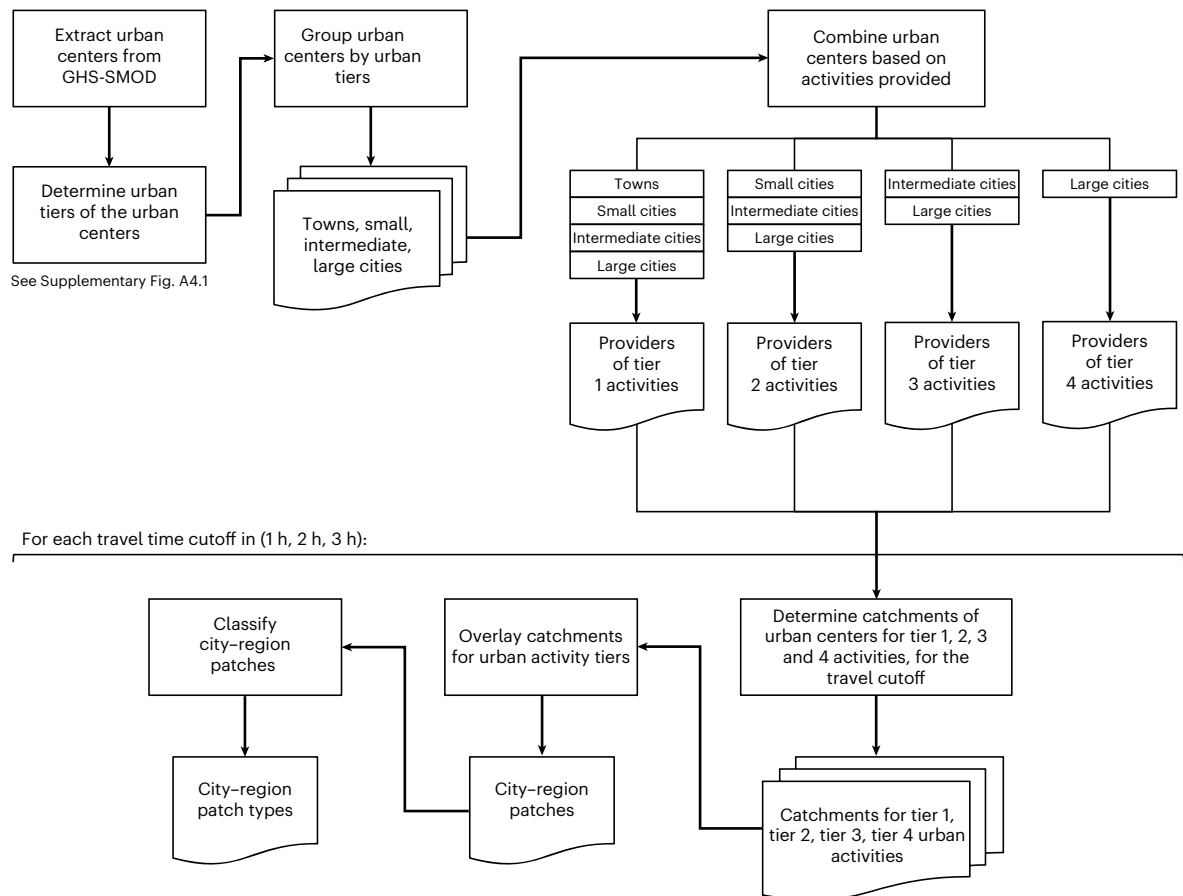 Extract urban
centers from
GHS-SMOD
Determine urban
tiers of the urban
centers
See Supplementary Fig. A4.1
Group urban
centers by urban
tiers
Towns, small,
intermediate,
large cities
Combine urban
centers based on
activities provided
Towns
Small cities
Intermediate cities
Large cities
Small cities
Intermediate cities
Large cities
Intermediate cities
Large cities
Large cities
Providers
of tier
1 activities
Providers
of tier
2 activities
Providers
of tier
3 activities
Providers
of tier
4 activities
For each travel time cutoff in (1 h, 2 h, 3 h):
Determine catchments of
urban centers for tier 1, 2, 3
and 4 activities, for the
travel cutoff
Catchments for tier 1,
tier 2, tier 3, tier 4 urban
activities
Overlay catchments
for urban activity tiers
City–region
patches
Classify
city–region
patches
City–region
patch types